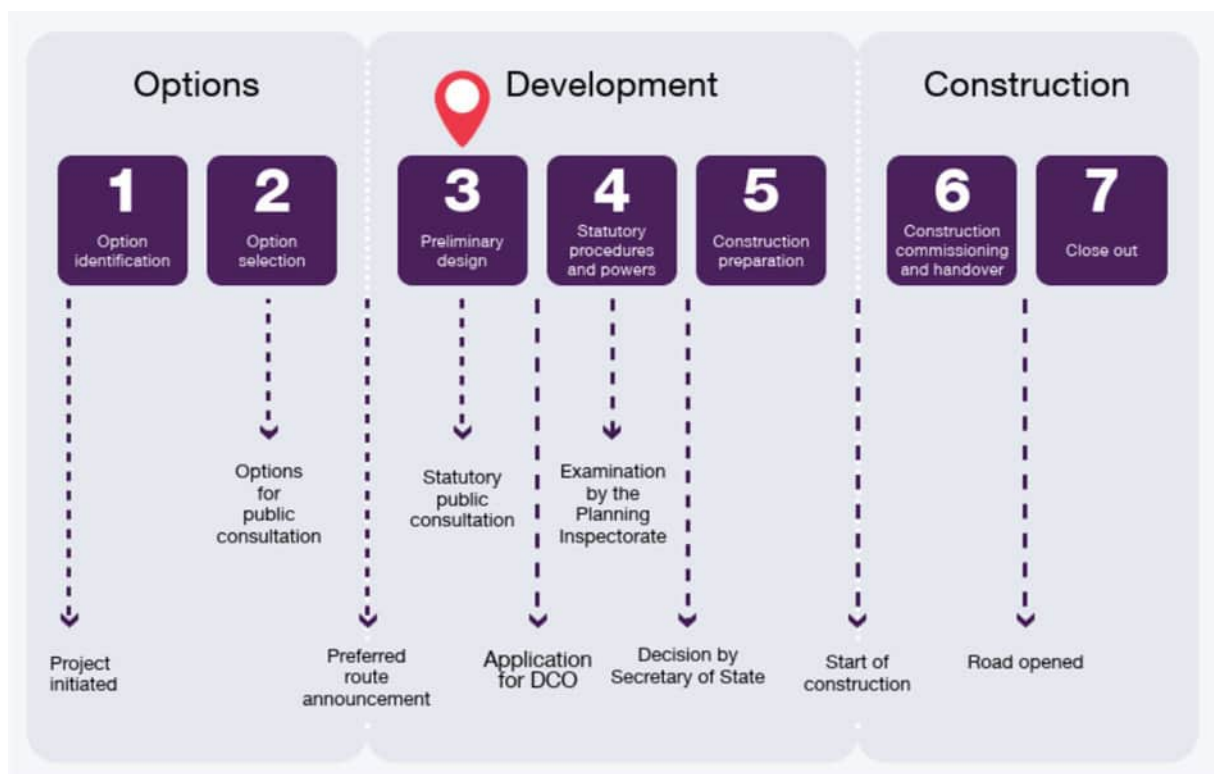 Options
Development
Construction
1
Option
identification
2
Option
selection
3
Preliminary
design
4
Statutory
procedures
and powers
5
Construction
preparation
6
Construction
commissioning
and handover
7
Close out
Options
for
public
consultation
Statutory
public
consultation
Examination
by the
Planning
Inspectorate
Project
initiated
Preferred
route
announcement
Application
for DCO
Decision by
Secretary of State
Start of
construction
Road opened